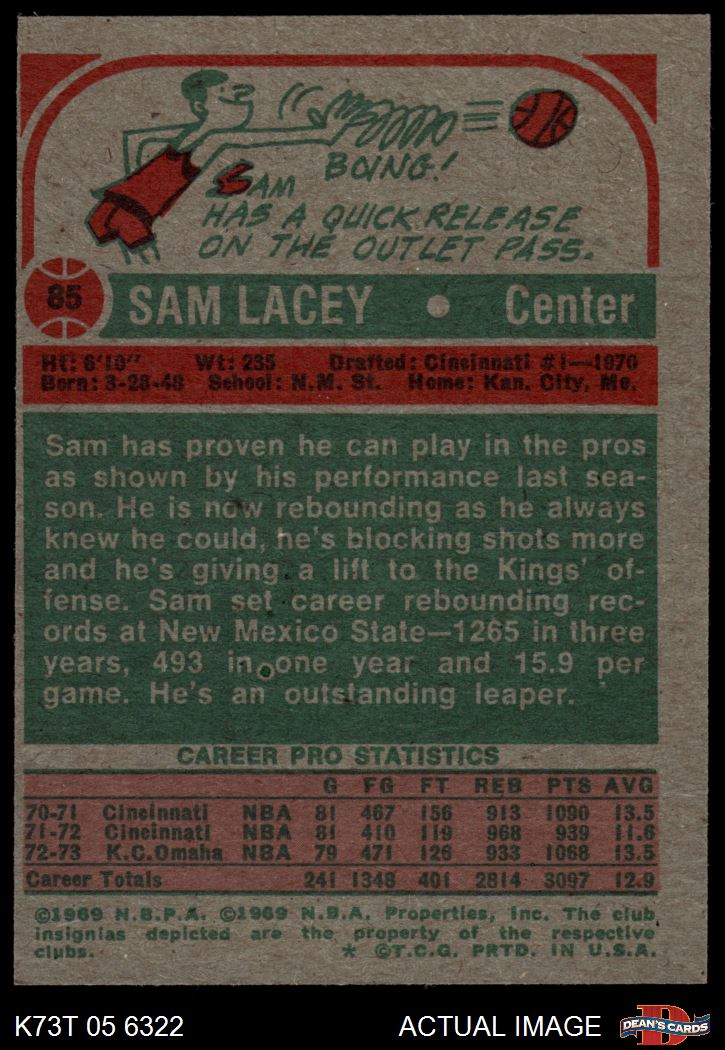 BOING!
SAM
HAS A QUICK RELEASE
ON THE OUTLET PASS.
85 SAM LACEY • Center
Ht: 6'10" Wt: 235 Drafted: Cincinnati #1—1970
Born: 3-28-48 School: N.M. St. Home: Kan. City, Mo.
Sam has proven he can play in the pros
as shown by his performance last sea-
son. He is now rebounding as he always
knew he could, he's blocking shots more
and he's giving a lift to the Kings' of-
fense. Sam set career rebounding rec-
ords at New Mexico State—1265 in three
years, 493 in one year and 15.9 per
game. He's an outstanding leaper.
CAREER PRO STATISTICS
G FG FT REB PTS AVG
70-71 Cincinnati NBA 81 467 156 913 1090 13.5
71-72 Cincinnati NBA 81 410 119 968 939 11.6
72-73 K.C.Omaha NBA 79 471 126 933 1068 13.5
Career Totals 241 1348 401 2814 3097 12.9
©1969 N.B.P.A. ©1969 N.B.A. Properties, Inc. The club
insignias depicted are the property of the respective
clubs. * ©T.C.G. PRTD. IN U.S.A.
K73T 05 6322 ACTUAL IMAGE D DEAN'S CARDS